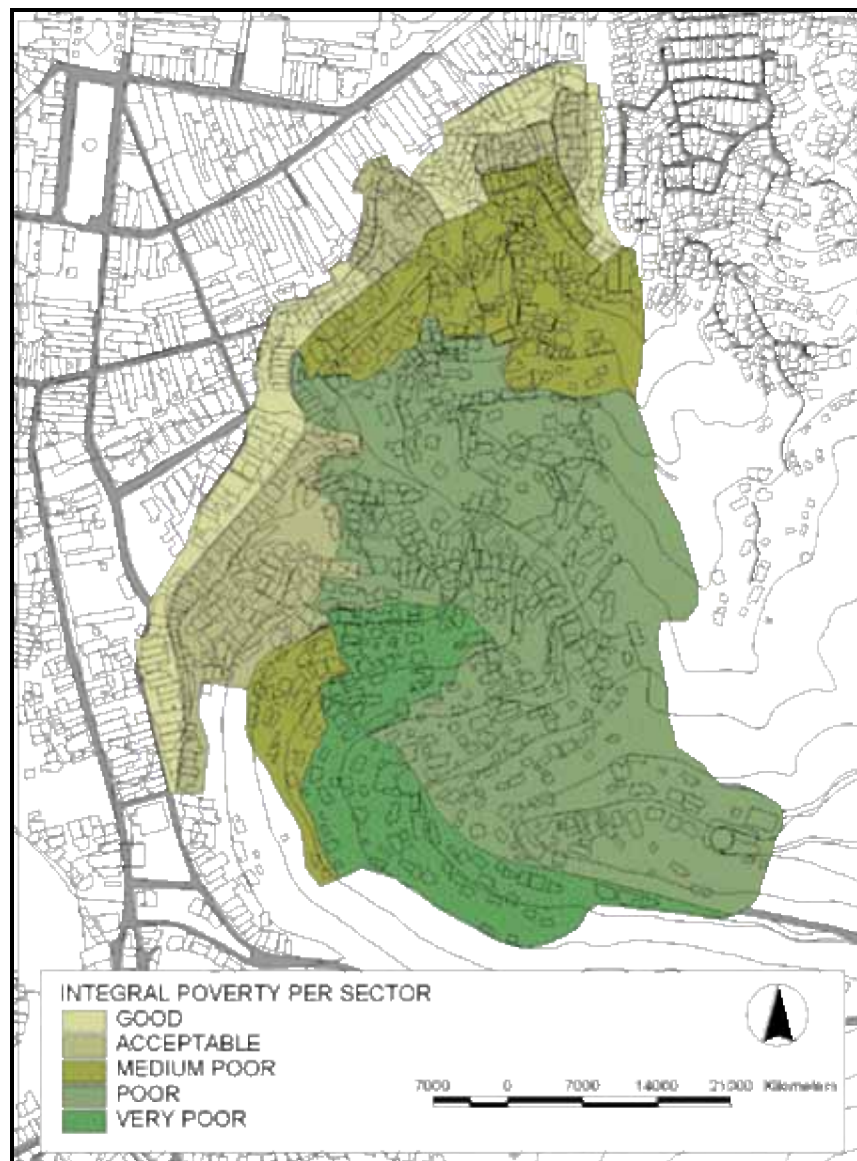 INTEGRAL POVERTY PER SECTOR
GOOD
ACCEPTABLE
MEDIUM POOR
POOR
VERY POOR
7000 0 7000 14000 21000 Kilometers